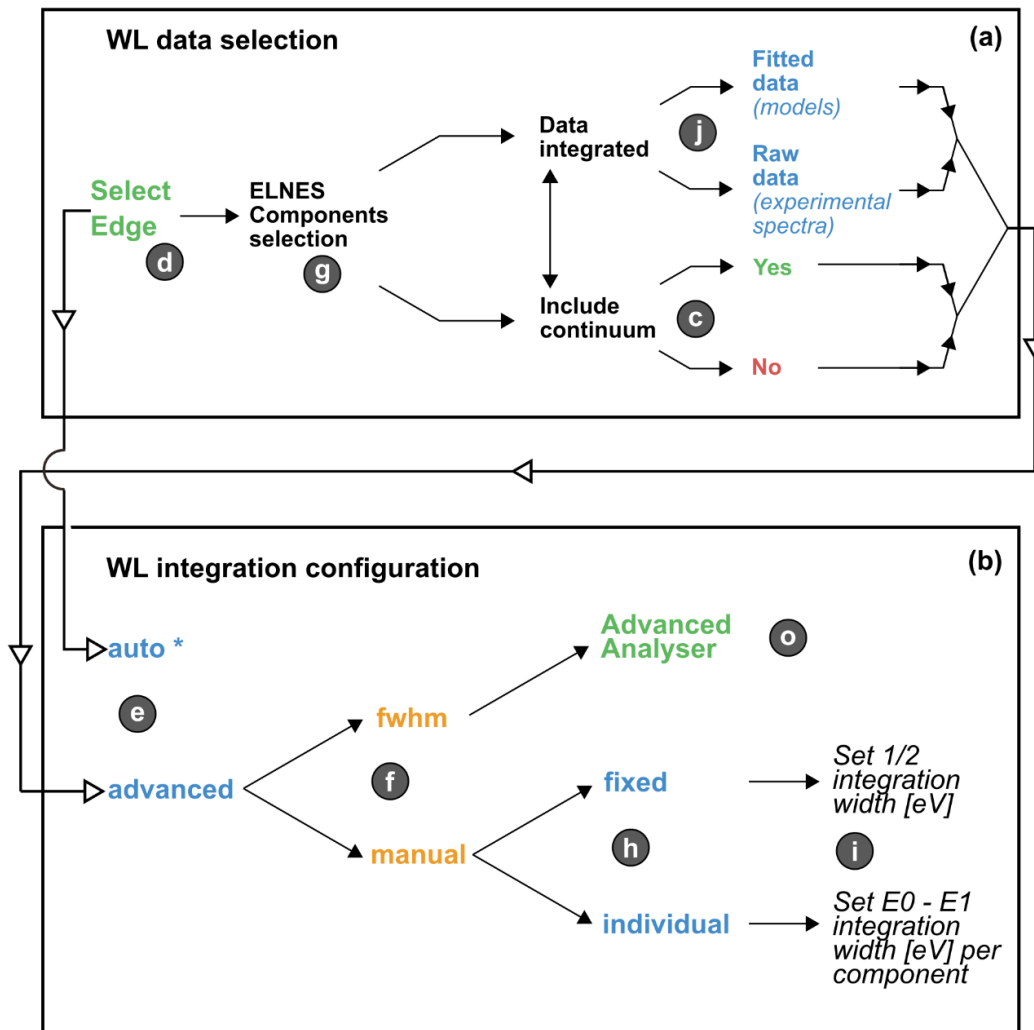 WL data selection
(a)
Select
Edge
d
ELNES
Components
selection
g
Data
integrated
j
Fitted
data
(models)
Raw
data
(experimental
spectra)
Include
continuum
c
Yes
No
WL integration configuration
(b)
auto *
e
advanced
fwhm
f
manual
Advanced
Analyser
o
fixed
h
individual
Set 1/2
integration
width [eV]
i
Set E0 - E1
integration
width [eV] per
component